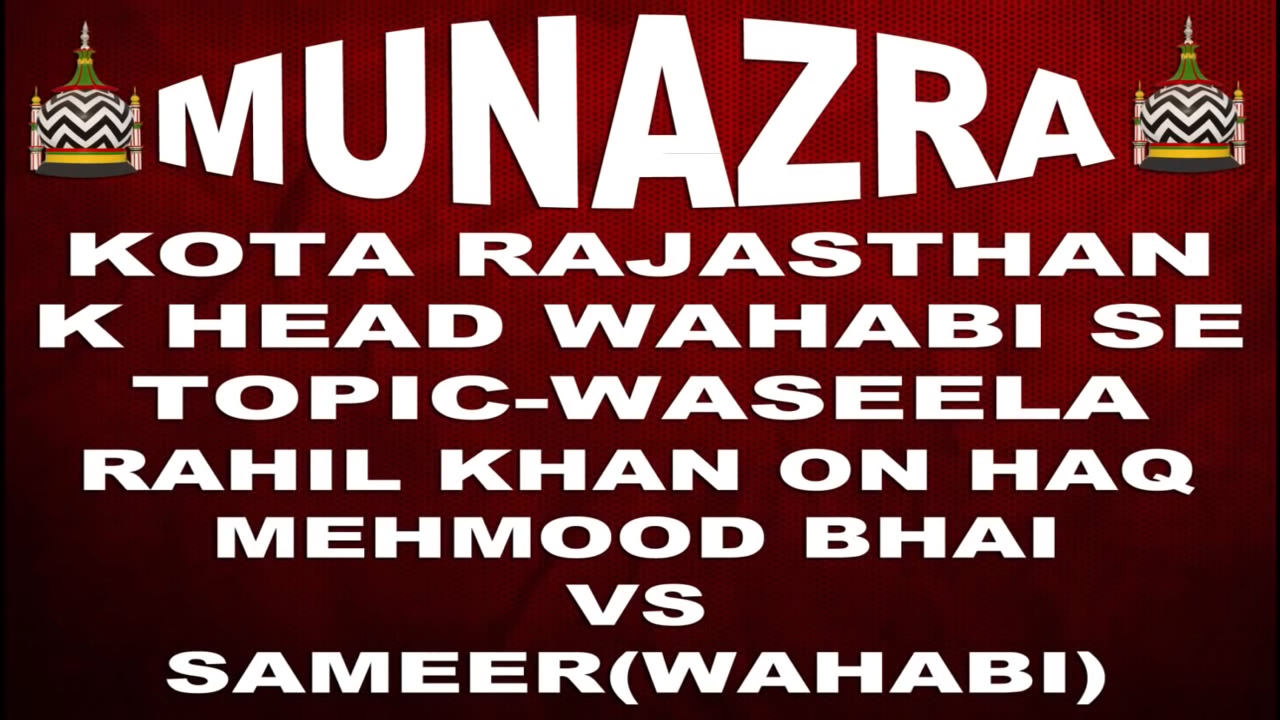 MUNAZRA
KOTA RAJASTHAN
K HEAD WAHABI SE
TOPIC-WASEELA
RAHIL KHAN ON HAQ
MEHMOOD BHAI
VS
SAMEER(WAHABI)